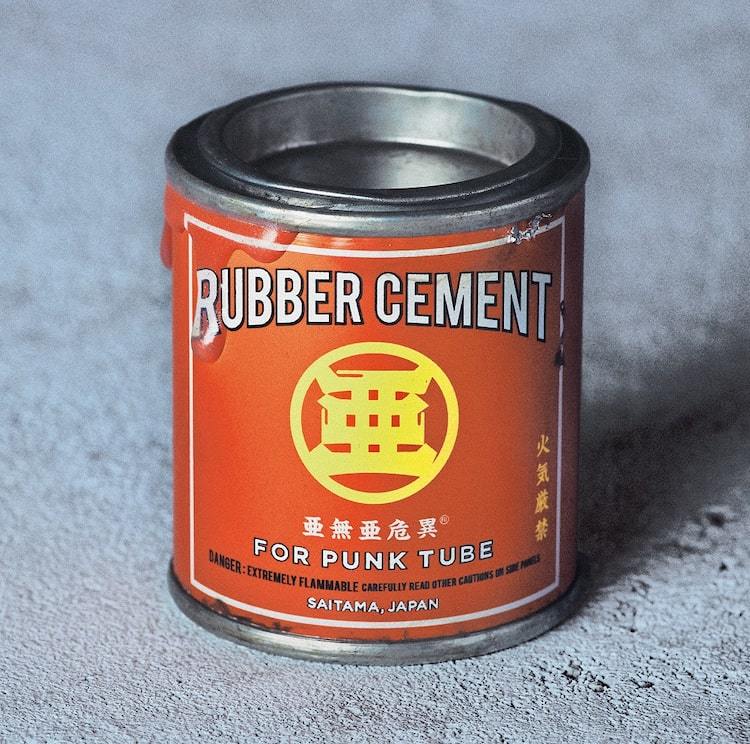 RUBBER CEMENT
亜
亜無亜危異®
火気厳禁
FOR PUNK TUBE
DANGER: EXTREMELY FLAMMABLE CAREFULLY READ OTHER CAUTIONS ON SIDE PANELS
SAITAMA, JAPAN